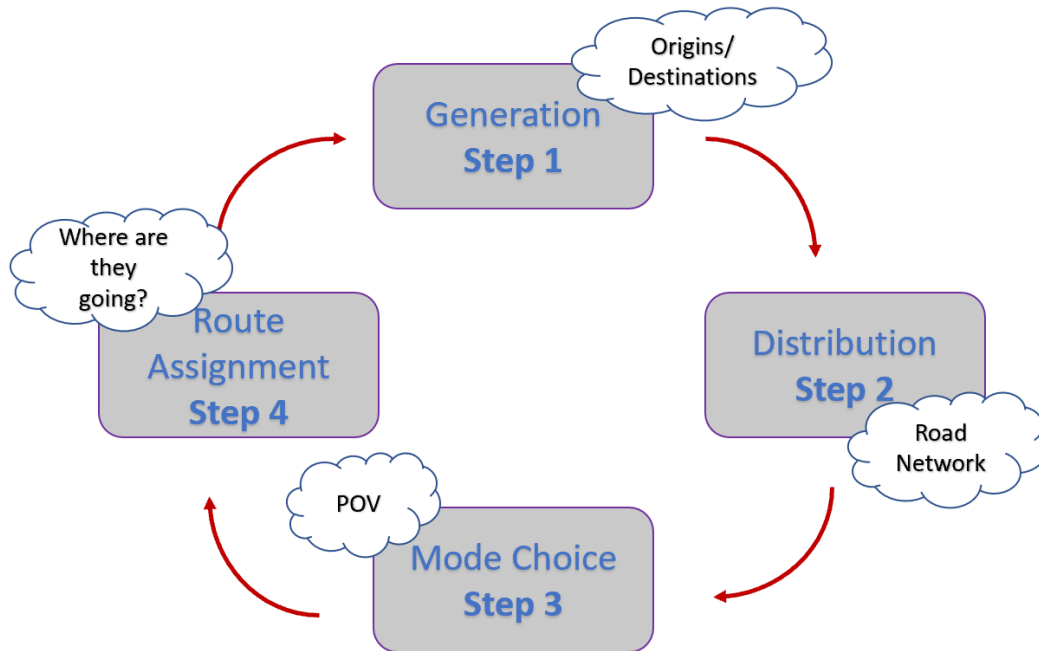 Origins/
Destinations
Generation
Step 1
Where are
they
going?
Route
Assignment
Step 4
Distribution
Step 2
Road
Network
POV
Mode Choice
Step 3